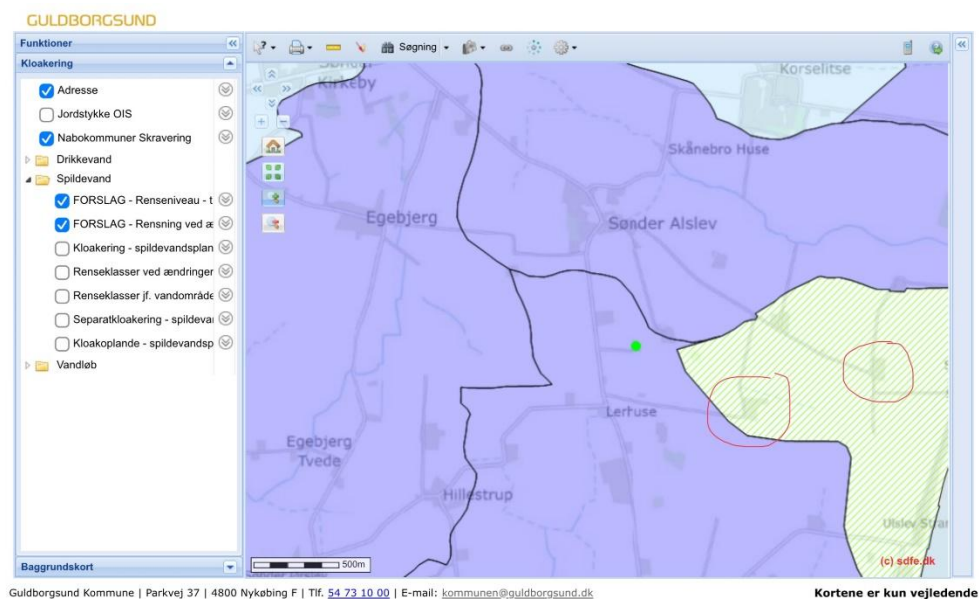 GULDBORGSUND
Funktioner
Kloakering
Adresse
Jordstykke OIS
Nabokommuner Skravering
Drikkevand
Spildevand
FORSLAG - Renseniveau - t
FORSLAG - Rensning ved æ
Kloakering - spildevandsplan
Renseklasser ved ændringer
Renseklasser jf. vandområde
Separatkloakering - spildevar
Kloakoplande - spildevandsp
Vandløb
Baggrundskort
Søgning
Sønder
Kirkeby
Korselitse
Skånebro Huse
Egebjerg
Sønder Alslev
Lerhuse
Egebjerg
Tvede
Hillestrup
Ulslev Stran
500m
(c) sdfe.dk
Guldborgsund Kommune | Parkvej 37 | 4800 Nykøbing F | Tlf. 54 73 10 00 | E-mail: kommunen@guldborgsund.dk
Kortene er kun vejledende